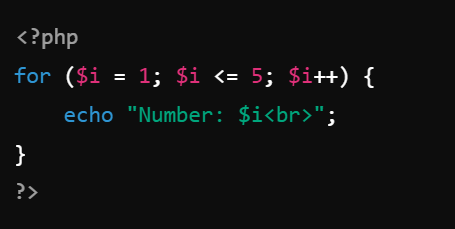 <?php
for ($i = 1; $i <= 5; $i++) {
    echo "Number: $i<br>";
}
?>